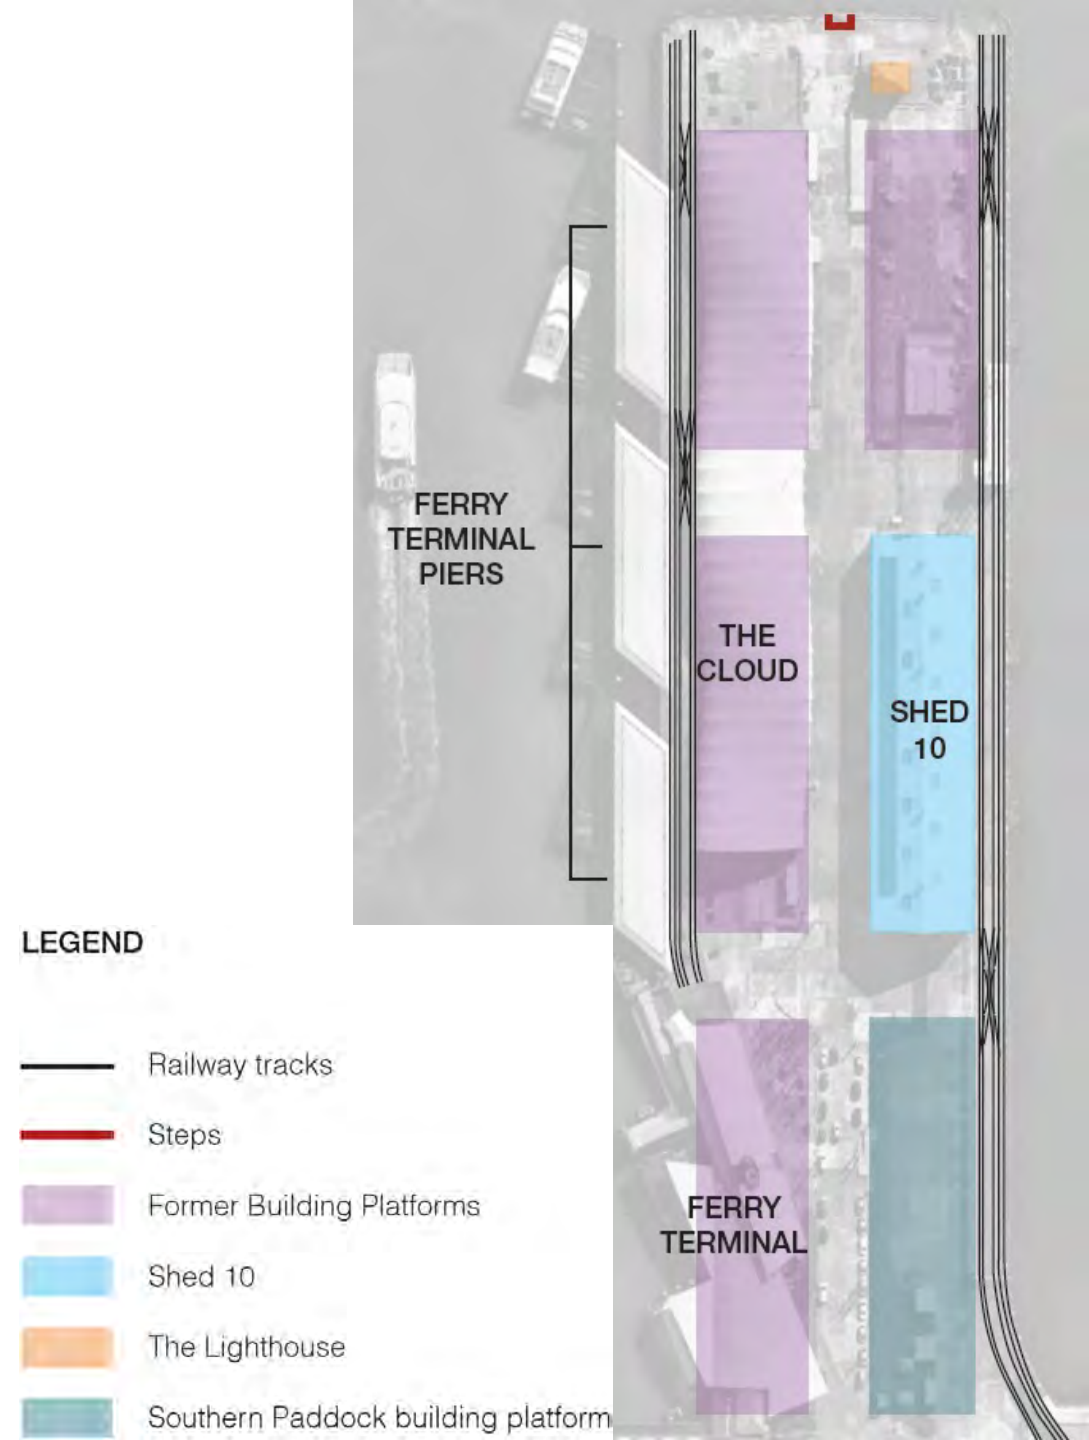 FERRY
TERMINAL
PIERS
THE
CLOUD
SHED
10
FERRY
TERMINAL
LEGEND
Railway tracks
Steps
Former Building Platforms
Shed 10
The Lighthouse
Southern Paddock building platform